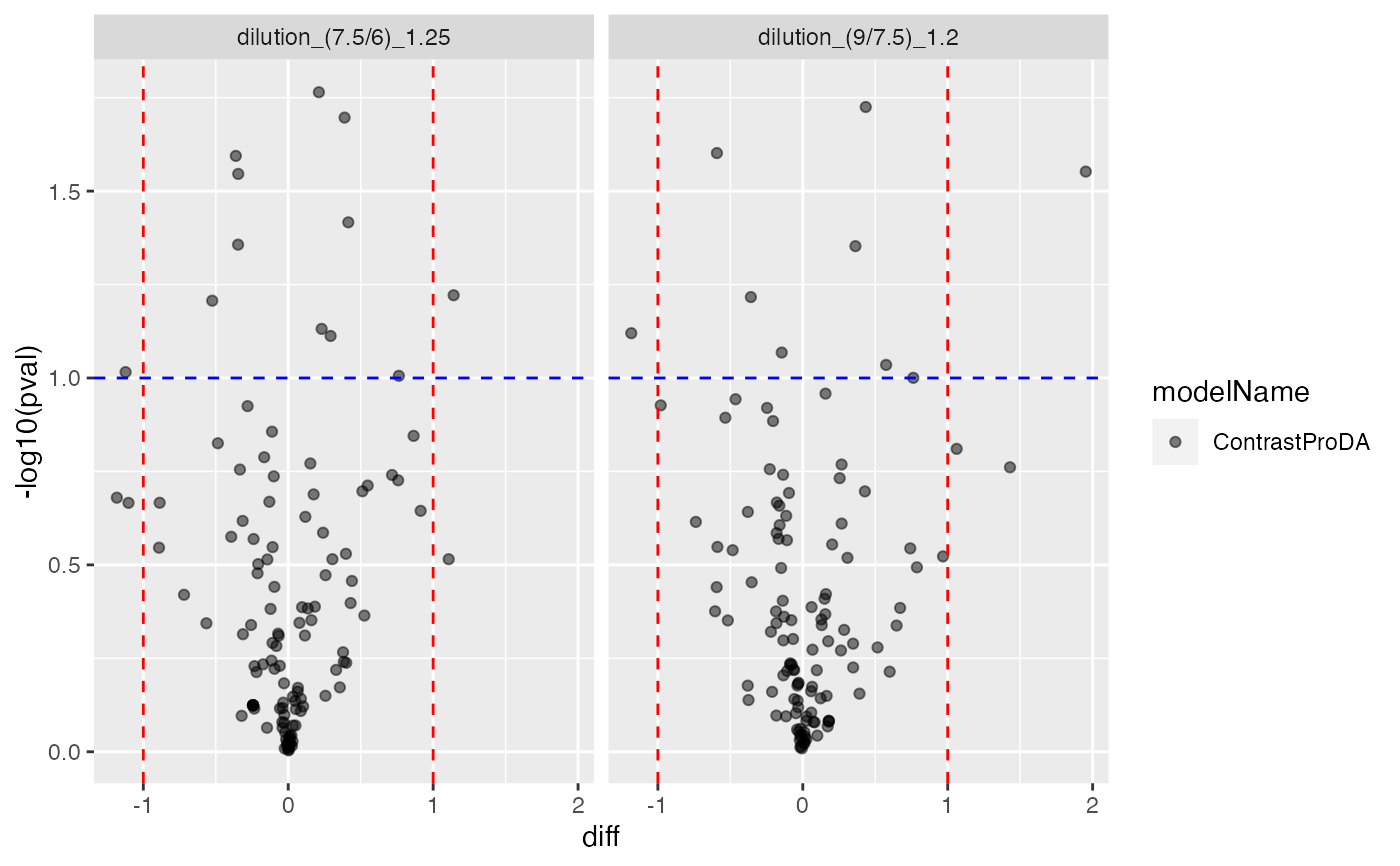 dilution_(7.5/6)_1.25
dilution_(9/7.5)_1.2
1.5
1.0
0.5
0.0
-log10(pval)
-1
0
1
2
-1
0
1
2
diff
modelName
ContrastProDA